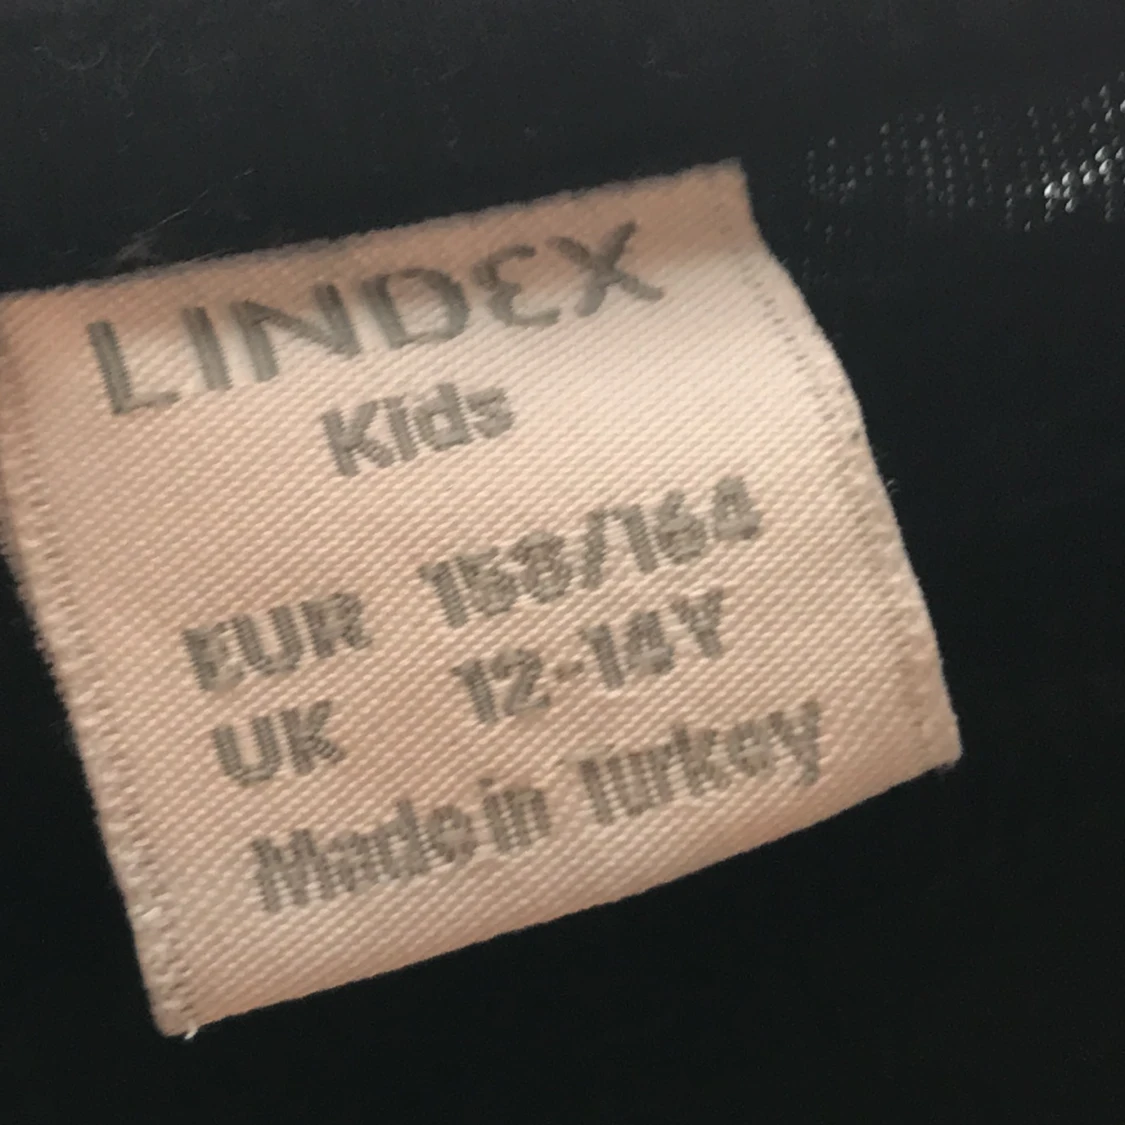 LINDEX
Kids
EUR 158/164
UK 12-14Y
Made in Turkey